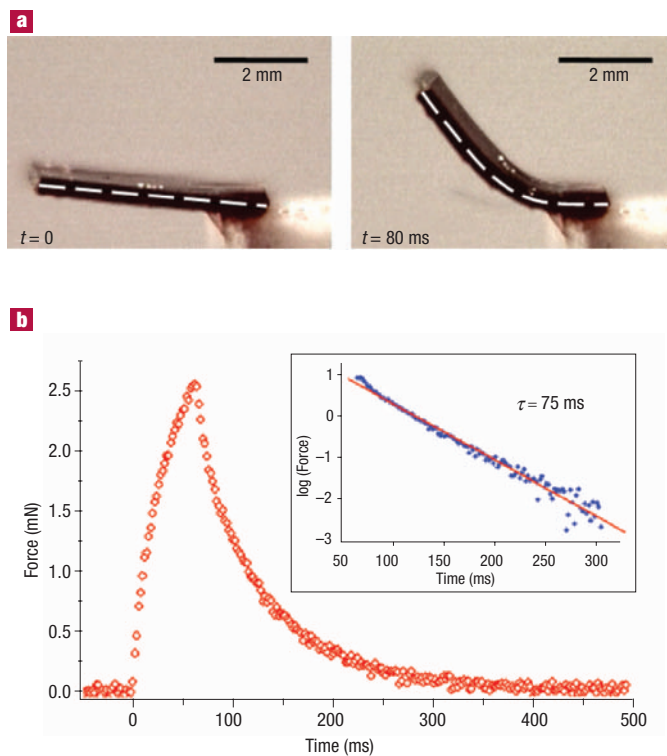 a
2 mm
2 mm
t = 0
t = 80 ms
b
2.5
2.0
1.5
1.0
0.5
0.0
Force (mN)
0
100
200
300
400
500
Time (ms)
1
0
–1
–2
–3
log (Force)
τ = 75 ms
50
100
150
200
250
300
Time (ms)